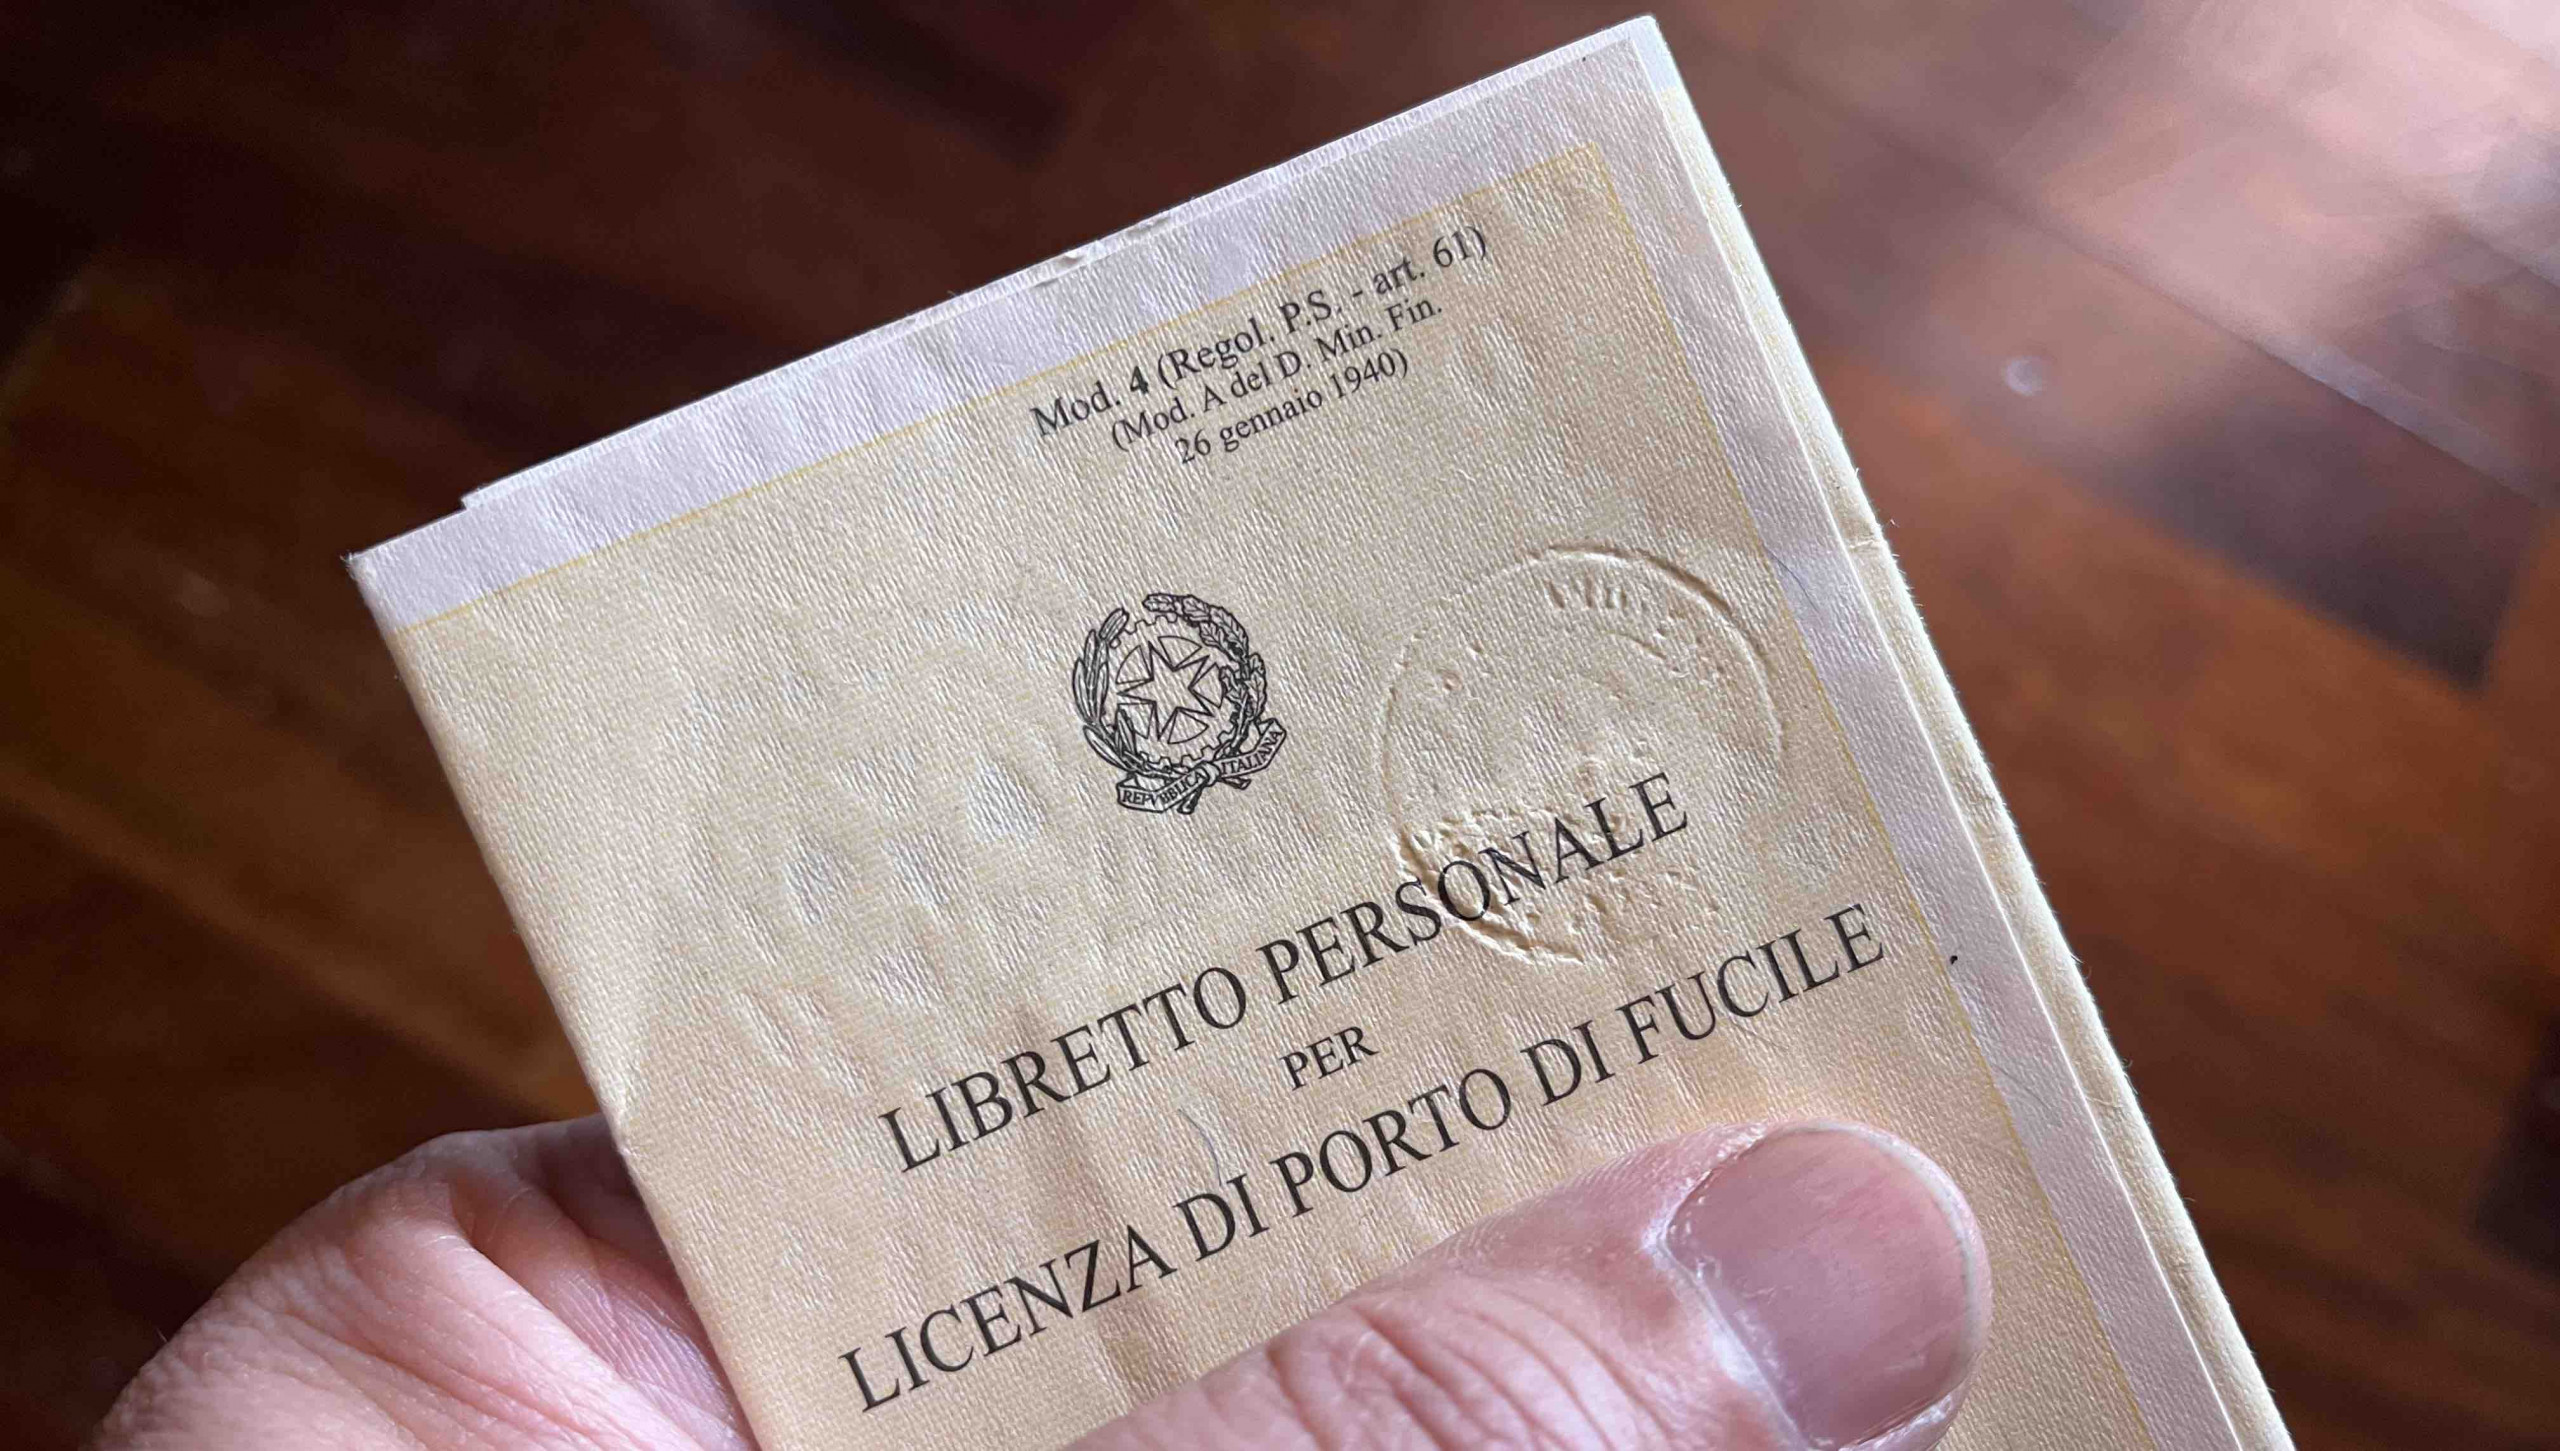 Mod. 4 (Regol. P.S. - art. 61)
(Mod. A del D. Min. Fin.
26 gennaio 1940)
REPVBBLICA ITALIANA
LIBRETTO PERSONALE
PER
LICENZA DI PORTO DI FUCILE